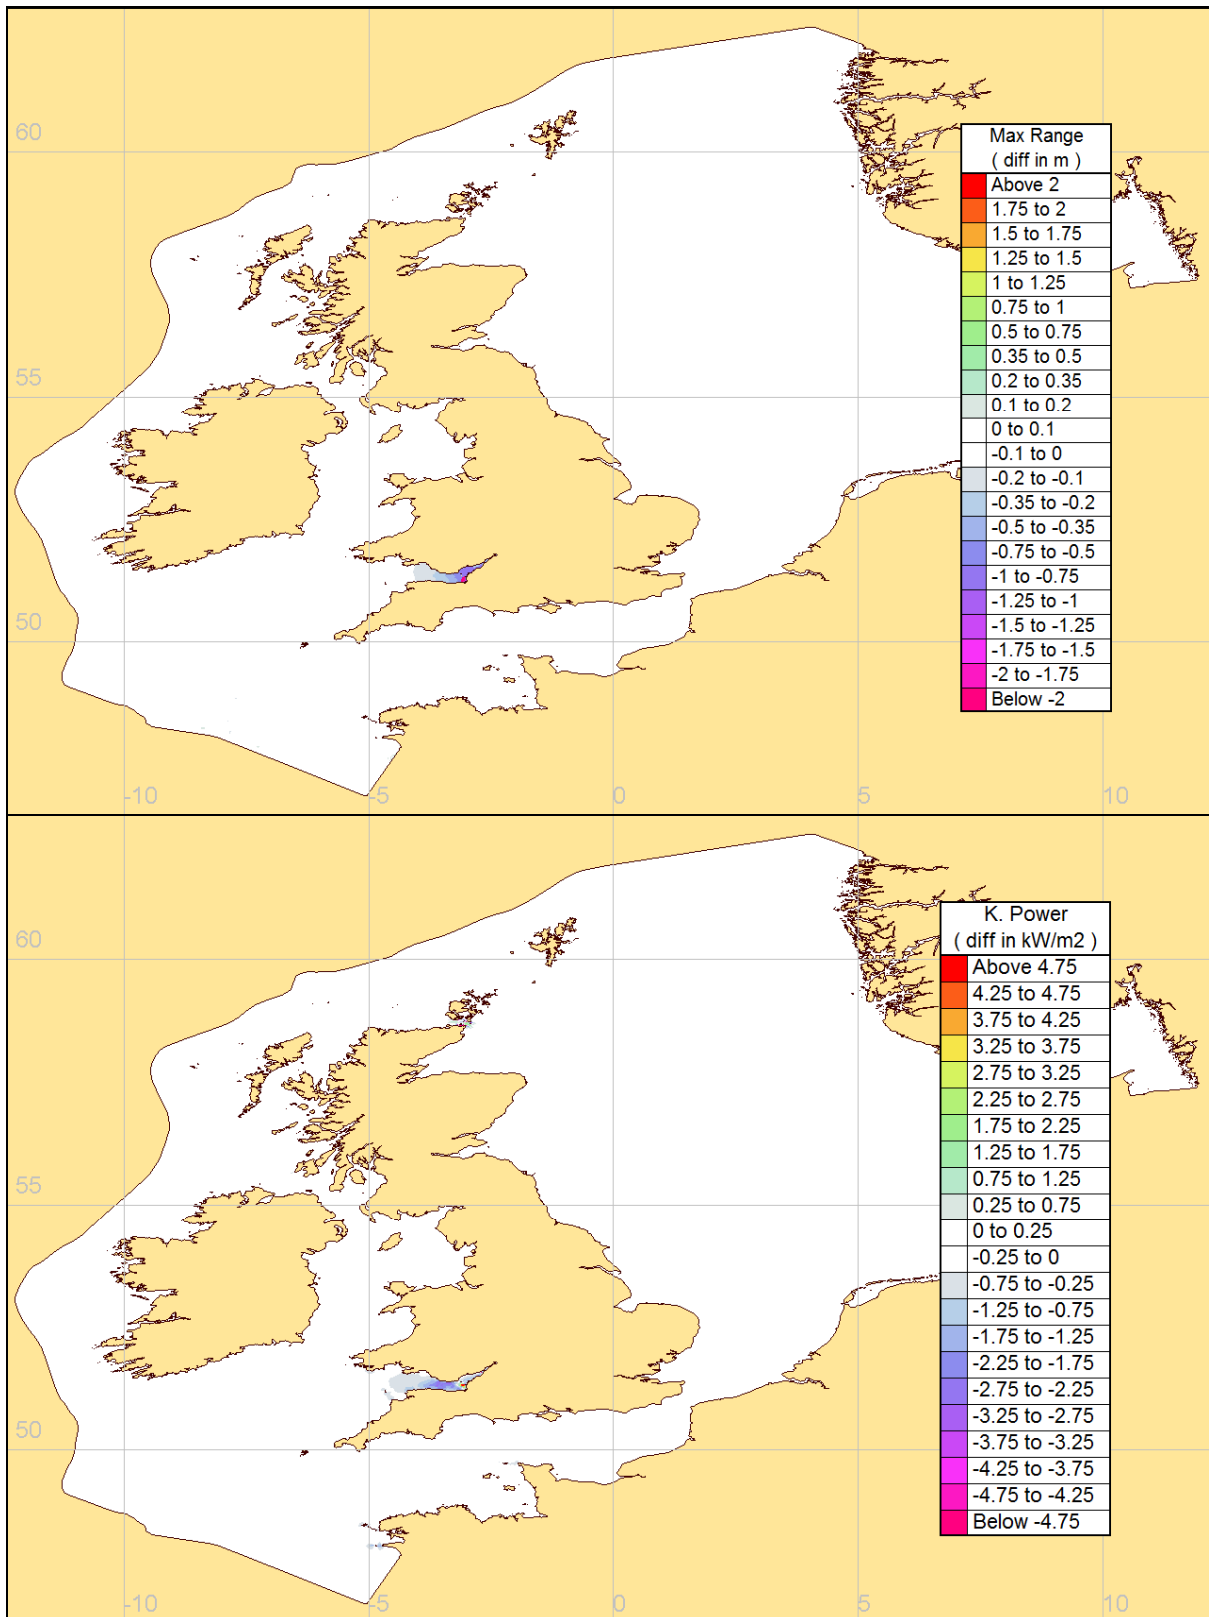 60
55
50
-10
-5
0
5
10
Max Range
( diff in m )
Above 2
1.75 to 2
1.5 to 1.75
1.25 to 1.5
1 to 1.25
0.75 to 1
0.5 to 0.75
0.35 to 0.5
0.2 to 0.35
0.1 to 0.2
0 to 0.1
-0.1 to 0
-0.2 to -0.1
-0.35 to -0.2
-0.5 to -0.35
-0.75 to -0.5
-1 to -0.75
-1.25 to -1
-1.5 to -1.25
-1.75 to -1.5
-2 to -1.75
Below -2
60
55
50
-10
-5
0
5
10
K. Power
( diff in kW/m2 )
Above 4.75
4.25 to 4.75
3.75 to 4.25
3.25 to 3.75
2.75 to 3.25
2.25 to 2.75
1.75 to 2.25
1.25 to 1.75
0.75 to 1.25
0.25 to 0.75
0 to 0.25
-0.25 to 0
-0.75 to -0.25
-1.25 to -0.75
-1.75 to -1.25
-2.25 to -1.75
-2.75 to -2.25
-3.25 to -2.75
-3.75 to -3.25
-4.25 to -3.75
-4.75 to -4.25
Below -4.75